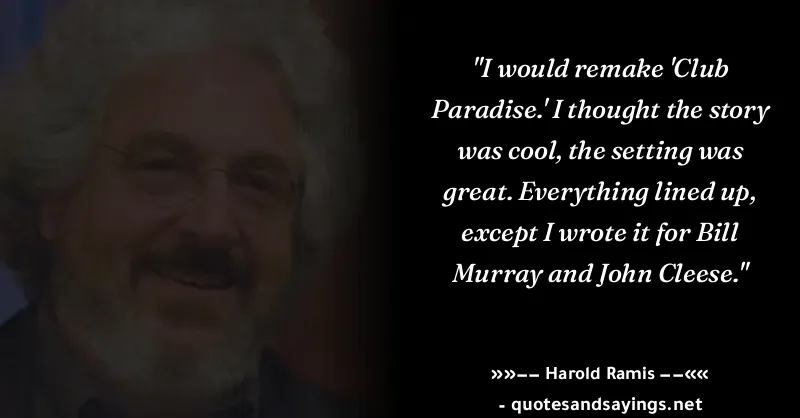 "I would remake 'Club
Paradise.' I thought the story
was cool, the setting was
great. Everything lined up,
except I wrote it for Bill
Murray and John Cleese."
»»−− Harold Ramis −−««
- quotesandsayings.net